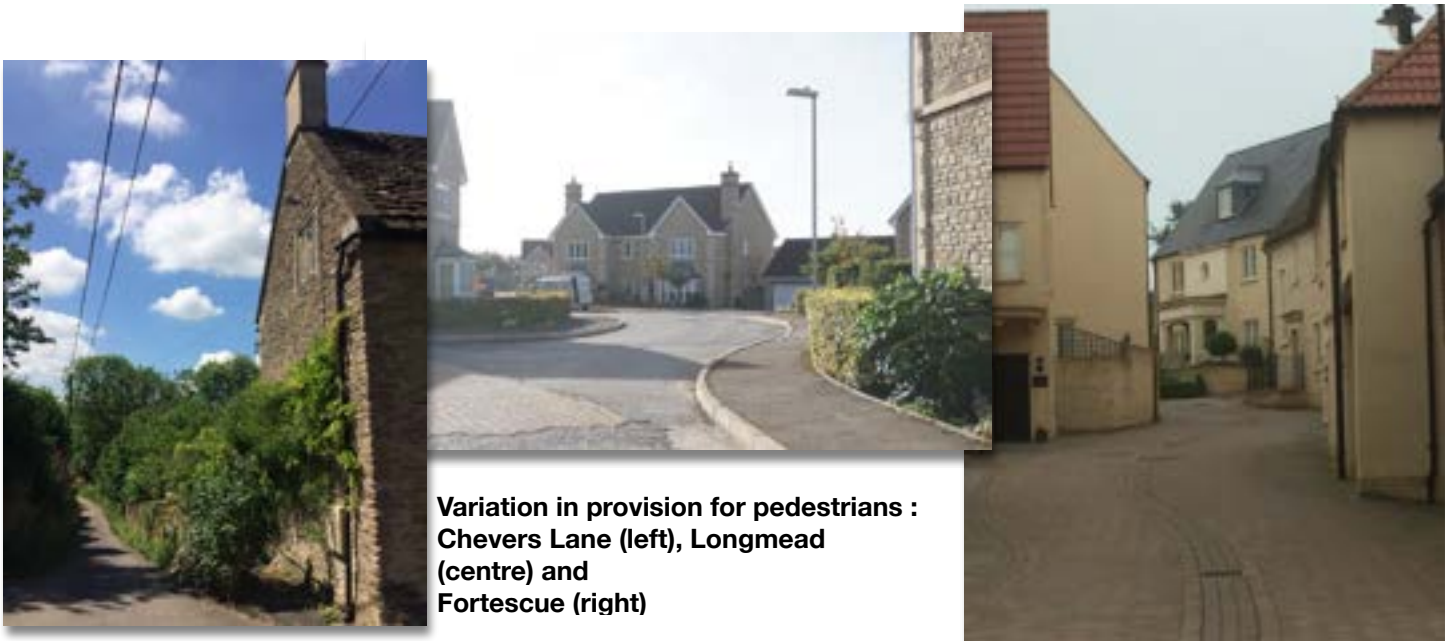 Variation in provision for pedestrians :
Chevers Lane (left), Longmead
(centre) and
Fortescue (right)